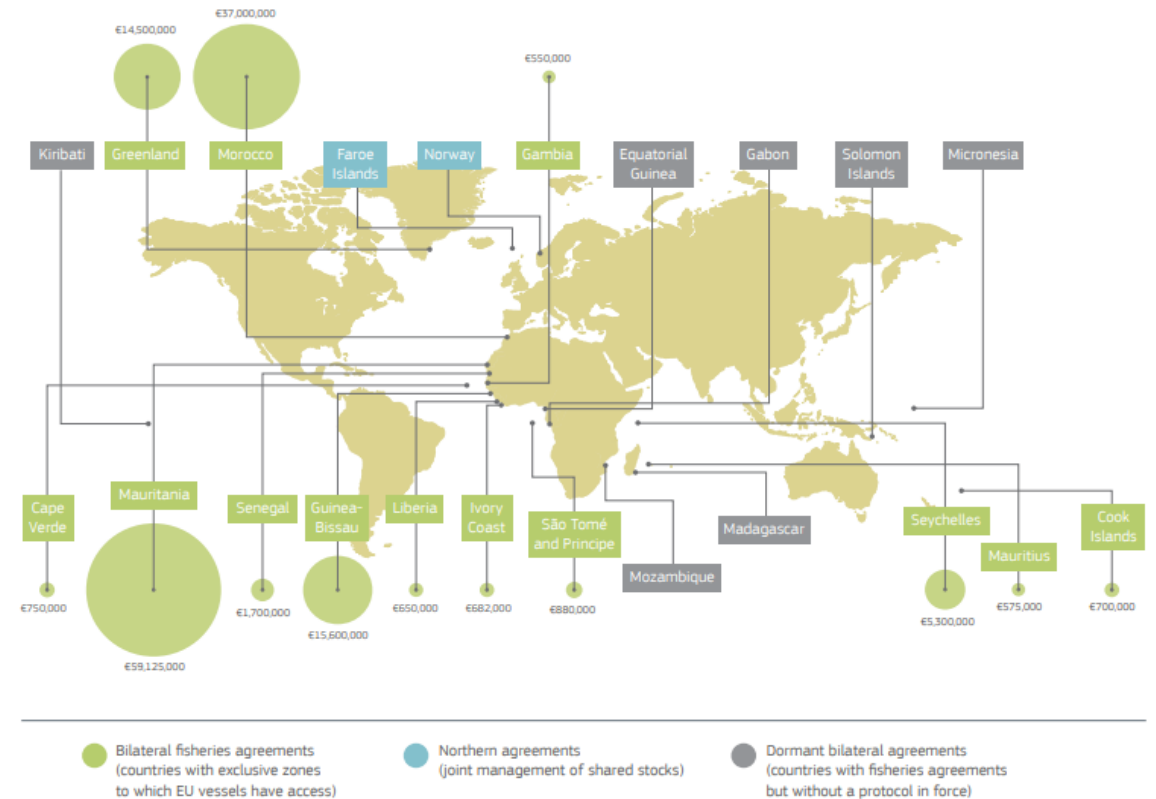 €37,000,000
€14,500,000
€550,000
Kiribati
Greenland
Morocco
Faroe
Islands
Norway
Gambia
Equatorial
Guinea
Gabon
Solomon
Islands
Micronesia
Cape
Verde
Mauritania
Senegal
Guinea-
Bissau
Liberia
Ivory
Coast
São Tomé
and Principe
Mozambique
Madagascar
Seychelles
Mauritius
Cook
Islands
€750,000
€59,125,000
€1,700,000
€15,600,000
€650,000
€682,000
€880,000
€5,300,000
€575,000
€700,000
Bilateral fisheries agreements
(countries with exclusive zones
to which EU vessels have access)
Northern agreements
(joint management of shared stocks)
Dormant bilateral agreements
(countries with fisheries agreements
but without a protocol in force)